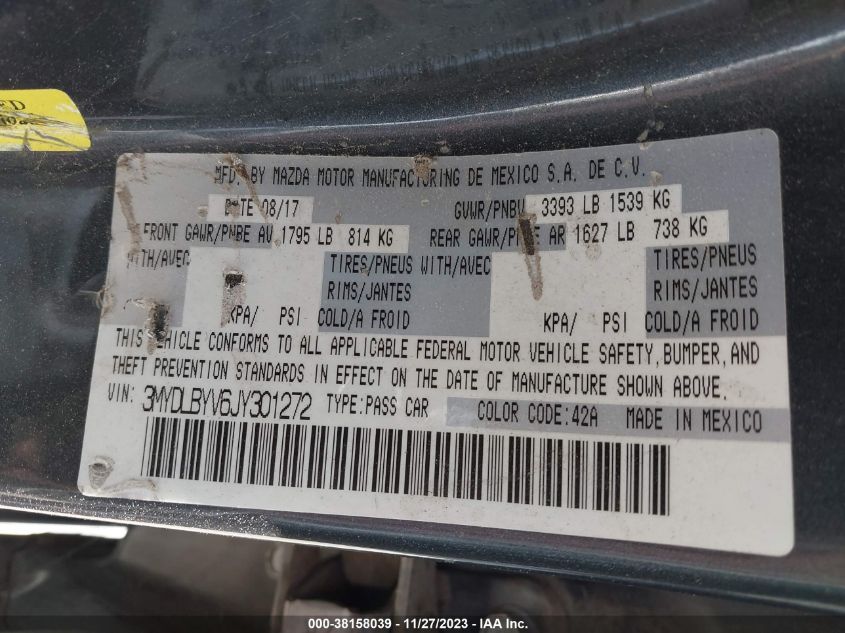 ED
MFD. BY MAZDA MOTOR MANUFACTURING DE MEXICO S.A. DE C.V.
DATE 08/17 GVWR/PNBV 3393 LB 1539 KG
FRONT GAWR/PNBE AV 1795 LB 814 KG REAR GAWR/PNBE AR 1627 LB 738 KG
WITH/AVEC TIRES/PNEUS WITH/AVEC TIRES/PNEUS
RIMS/JANTES RIMS/JANTES
KPA/ PSI COLD/A FROID KPA/ PSI COLD/A FROID
THIS VEHICLE CONFORMS TO ALL APPLICABLE FEDERAL MOTOR VEHICLE SAFETY, BUMPER, AND
THEFT PREVENTION STANDARDS IN EFFECT ON THE DATE OF MANUFACTURE SHOWN ABOVE.
VIN: 3MYDLBYV6JY301272 TYPE:PASS CAR COLOR CODE:42A MADE IN MEXICO
000-38158039 — 11/27/2023 — IAA Inc.